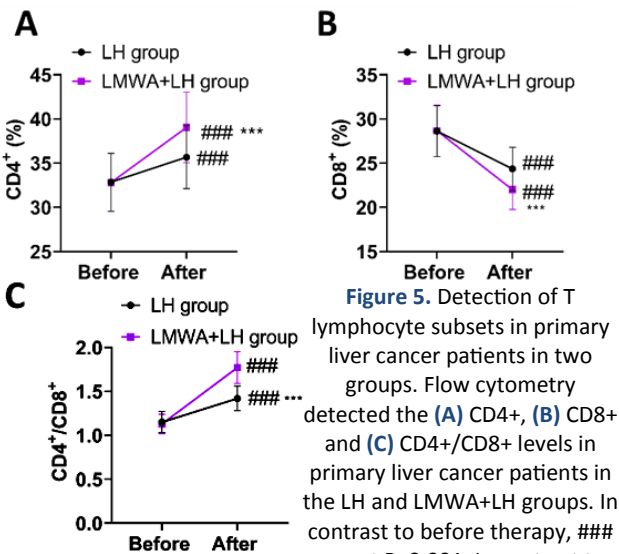 A
LH group
LMWA+LH group
45
40
35
30
25
CD4⁺ (%)
### ***
###
Before After
B
LH group
LMWA+LH group
35
30
25
20
15
CD8⁺ (%)
###
###
***
Before After
C
LH group
LMWA+LH group
2.0
1.5
1.0
0.5
0.0
CD4⁺/CD8⁺
###
### ***
Before After
Figure 5. Detection of T
lymphocyte subsets in primary
liver cancer patients in two
groups. Flow cytometry
detected the (A) CD4+, (B) CD8+
and (C) CD4+/CD8+ levels in
primary liver cancer patients in
the LH and LMWA+LH groups. In
contrast to before therapy, ###